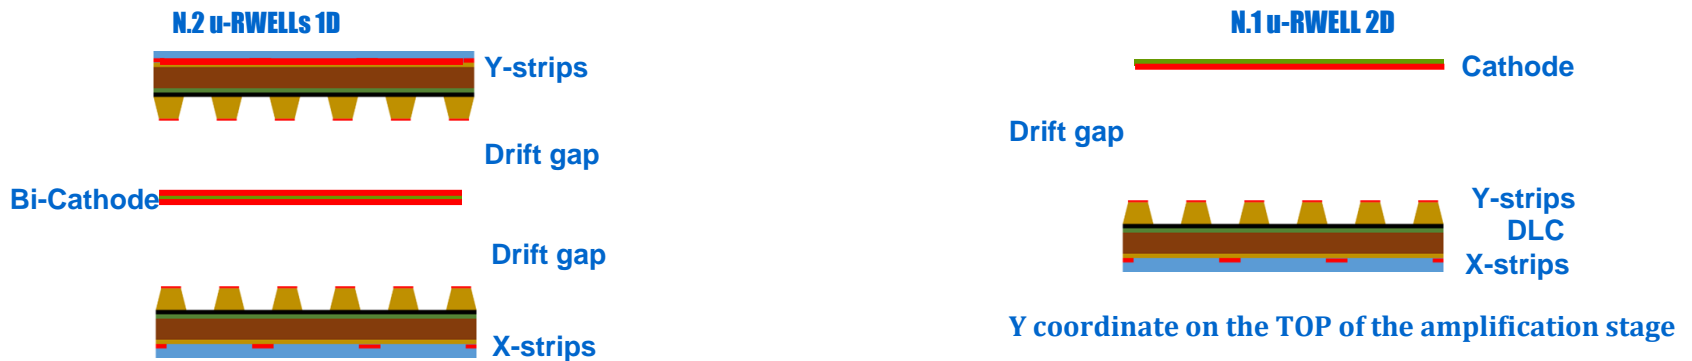 N.2 u-RWELLs 1D
Y-strips
Drift gap
Bi-Cathode
Drift gap
X-strips
N.1 u-RWELL 2D
Cathode
Drift gap
Y-strips
DLC
X-strips
Y coordinate on the TOP of the amplification stage